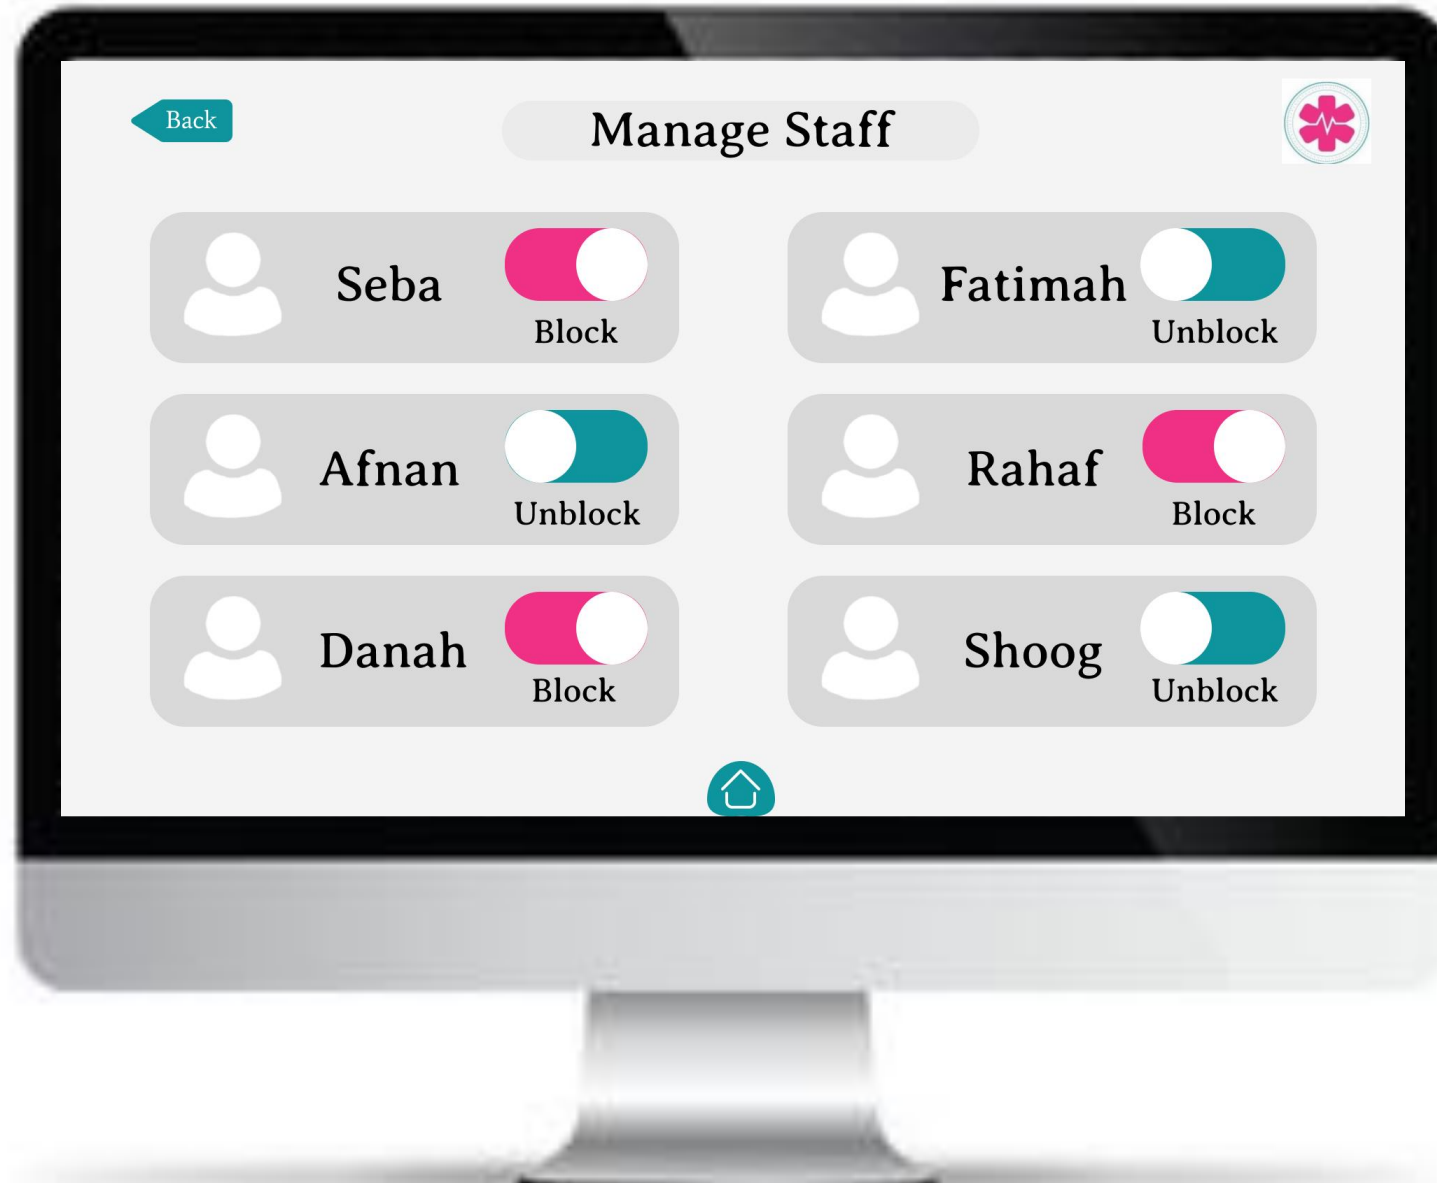 Back
Manage Staff
Seba
Block
Fatimah
Unblock
Afnan
Unblock
Rahaf
Block
Danah
Block
Shoog
Unblock